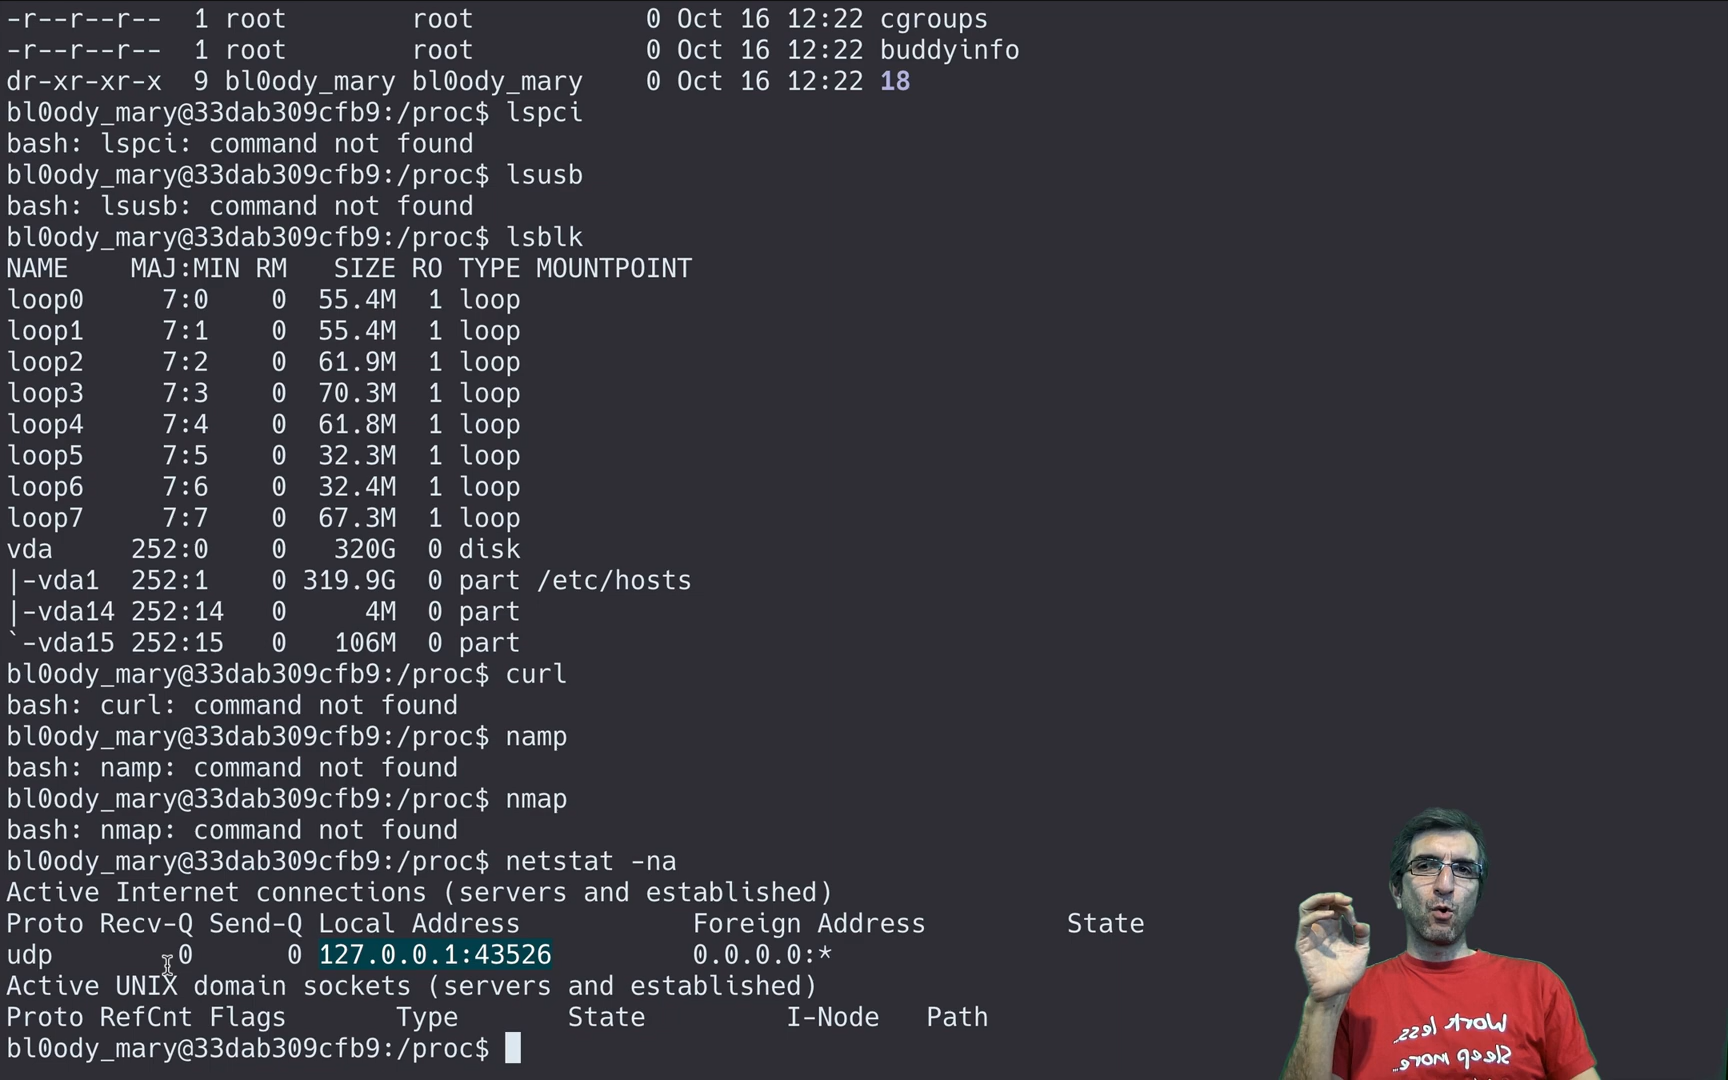 -r--r--r--  1 root       root              0 Oct 16 12:22 cgroups
-r--r--r--  1 root       root              0 Oct 16 12:22 buddyinfo
dr-xr-xr-x  9 bl0ody_mary bl0ody_mary    0 Oct 16 12:22 18
bl0ody_mary@33dab309cfb9:/proc$ lspci
bash: lspci: command not found
bl0ody_mary@33dab309cfb9:/proc$ lsusb
bash: lsusb: command not found
bl0ody_mary@33dab309cfb9:/proc$ lsblk
NAME    MAJ:MIN RM   SIZE RO TYPE MOUNTPOINT
loop0     7:0    0  55.4M  1 loop
loop1     7:1    0  55.4M  1 loop
loop2     7:2    0  61.9M  1 loop
loop3     7:3    0  70.3M  1 loop
loop4     7:4    0  61.8M  1 loop
loop5     7:5    0  32.3M  1 loop
loop6     7:6    0  32.4M  1 loop
loop7     7:7    0  67.3M  1 loop
vda     252:0    0   320G  0 disk
|-vda1  252:1    0 319.9G  0 part /etc/hosts
|-vda14 252:14   0     4M  0 part
`-vda15 252:15   0   106M  0 part
bl0ody_mary@33dab309cfb9:/proc$ curl
bash: curl: command not found
bl0ody_mary@33dab309cfb9:/proc$ namp
bash: namp: command not found
bl0ody_mary@33dab309cfb9:/proc$ nmap
bash: nmap: command not found
bl0ody_mary@33dab309cfb9:/proc$ netstat -na
Active Internet connections (servers and established)
Proto Recv-Q Send-Q Local Address           Foreign Address         State
udp        0      0 127.0.0.1:43526         0.0.0.0:*
Active UNIX domain sockets (servers and established)
Proto RefCnt Flags       Type       State         I-Node   Path
bl0ody_mary@33dab309cfb9:/proc$
Work less,
Sleep more...